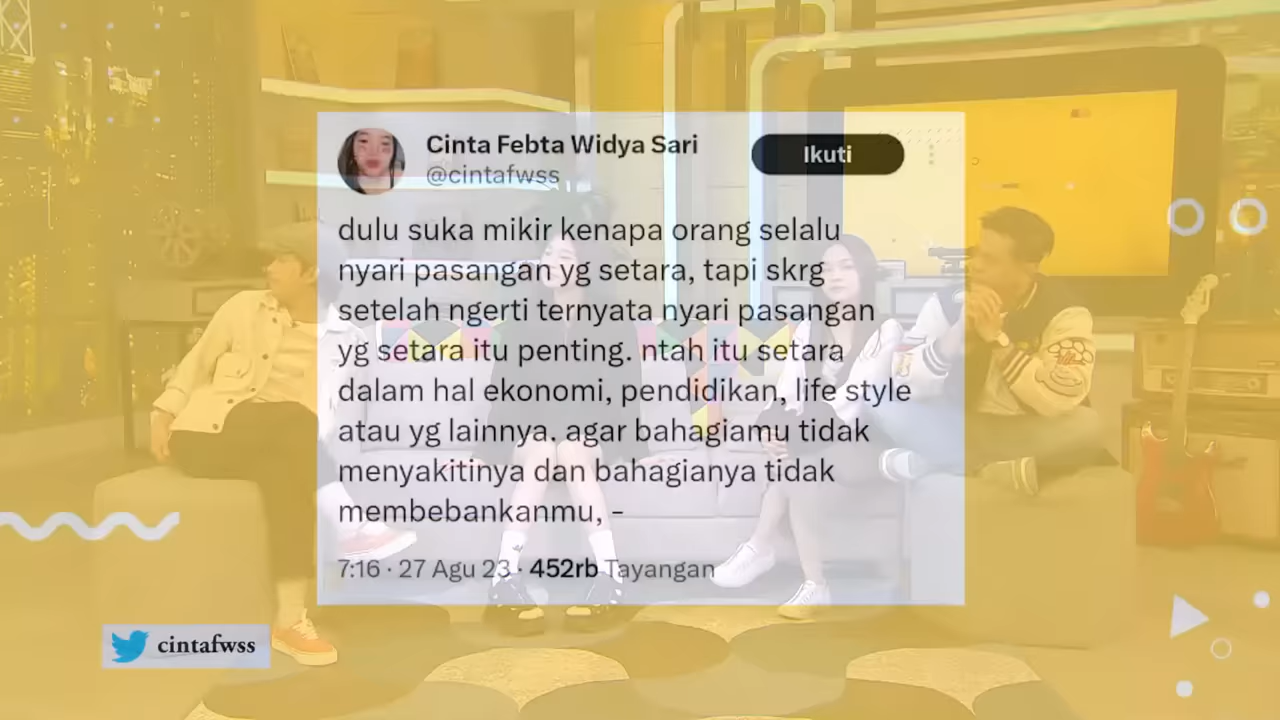 Cinta Febta Widya Sari
@cintafwss
Ikuti
dulu suka mikir kenapa orang selalu
nyari pasangan yg setara, tapi skrg
setelah ngerti ternyata nyari pasangan
yg setara itu penting. ntah itu setara
dalam hal ekonomi, pendidikan, life style
atau yg lainnya. agar bahagiamu tidak
menyakitinya dan bahagianya tidak
membebankanmu, -
7:16 · 27 Agu 23 · 452rb Tayangan
cintafwss